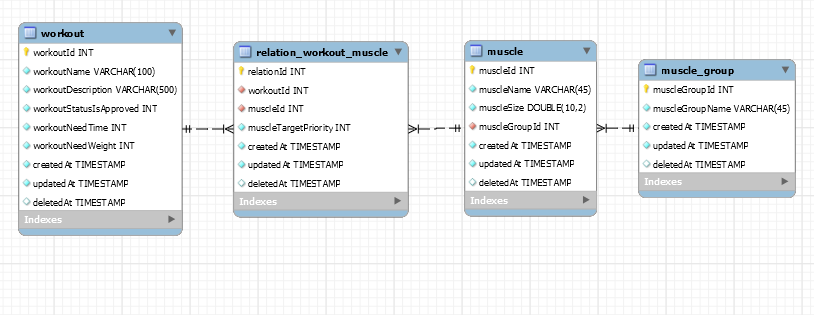 workout
workoutId INT
workoutName VARCHAR(100)
workoutDescription VARCHAR(500)
workoutStatusIsApproved INT
workoutNeedTime INT
workoutNeedWeight INT
createdAt TIMESTAMP
updatedAt TIMESTAMP
deletedAt TIMESTAMP
Indexes
relation_workout_muscle
relationId INT
workoutId INT
muscleId INT
muscleTargetPriority INT
createdAt TIMESTAMP
updatedAt TIMESTAMP
deletedAt TIMESTAMP
Indexes
muscle
muscleId INT
muscleName VARCHAR(45)
muscleSize DOUBLE(10,2)
muscleGroupId INT
createdAt TIMESTAMP
updatedAt TIMESTAMP
deletedAt TIMESTAMP
Indexes
muscle_group
muscleGroupId INT
muscleGroupName VARCHAR(45)
createdAt TIMESTAMP
updatedAt TIMESTAMP
deletedAt TIMESTAMP
Indexes